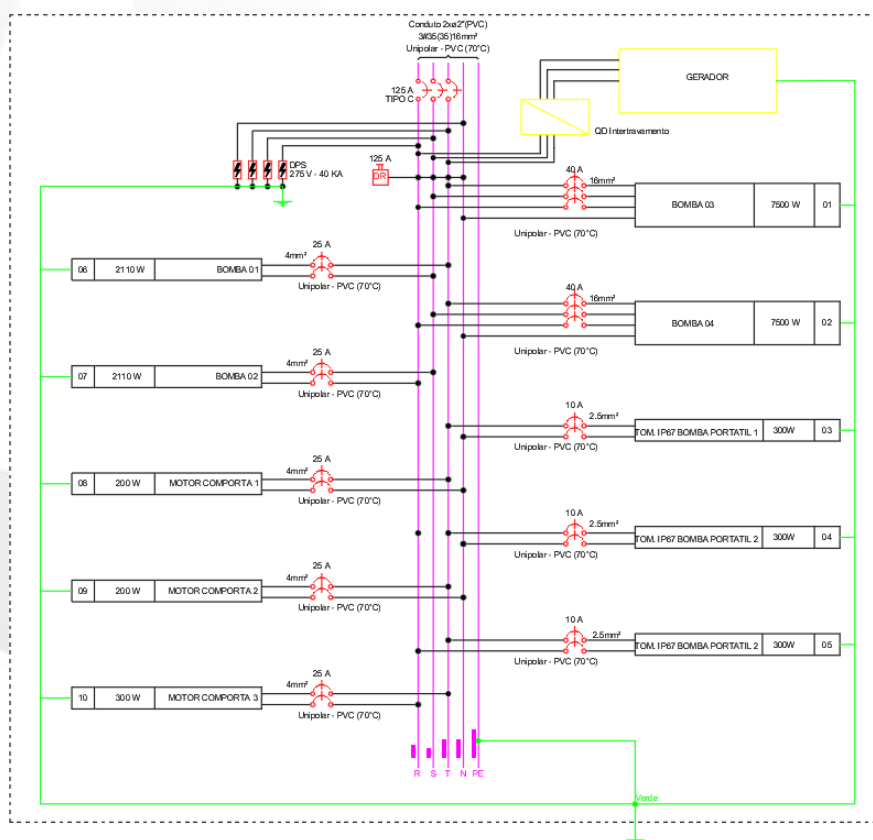 Conduto 2xø2"(PVC)
3#35(35)16mm²
Unipolar - PVC (70°C)
125 A
TIPO C
GERADOR
QD Intertravamento
DPS
275 V - 40 KA
125 A
DR
40 A
16mm²
BOMBA 03 7500 W 01
Unipolar - PVC (70°C)
25 A
4mm²
06 2110 W BOMBA 01
Unipolar - PVC (70°C)
40 A
16mm²
BOMBA 04 7500 W 02
Unipolar - PVC (70°C)
25 A
4mm²
07 2110 W BOMBA 02
Unipolar - PVC (70°C)
10 A
2.5mm²
TOM. IP67 BOMBA PORTATIL 1 300W 03
Unipolar - PVC (70°C)
25 A
4mm²
08 200 W MOTOR COMPORTA 1
Unipolar - PVC (70°C)
10 A
2.5mm²
TOM. IP67 BOMBA PORTATIL 2 300W 04
Unipolar - PVC (70°C)
25 A
4mm²
09 200 W MOTOR COMPORTA 2
Unipolar - PVC (70°C)
10 A
2.5mm²
TOM. IP67 BOMBA PORTATIL 2 300W 05
Unipolar - PVC (70°C)
25 A
4mm²
10 300 W MOTOR COMPORTA 3
Unipolar - PVC (70°C)
R S T N PE
Verde